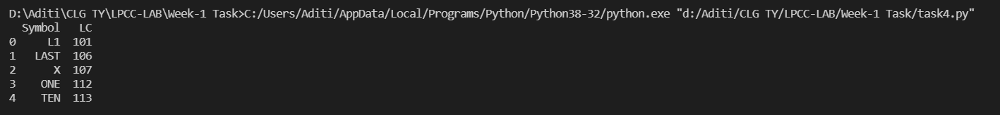 D:\Aditi\CLG TY\LPCC-LAB\Week-1 Task>C:/Users/Aditi/AppData/Local/Programs/Python/Python38-32/python.exe "d:/Aditi/CLG TY/LPCC-LAB/Week-1 Task/task4.py"
  Symbol   LC
0     L1  101
1   LAST  106
2      X  107
3    ONE  112
4    TEN  113